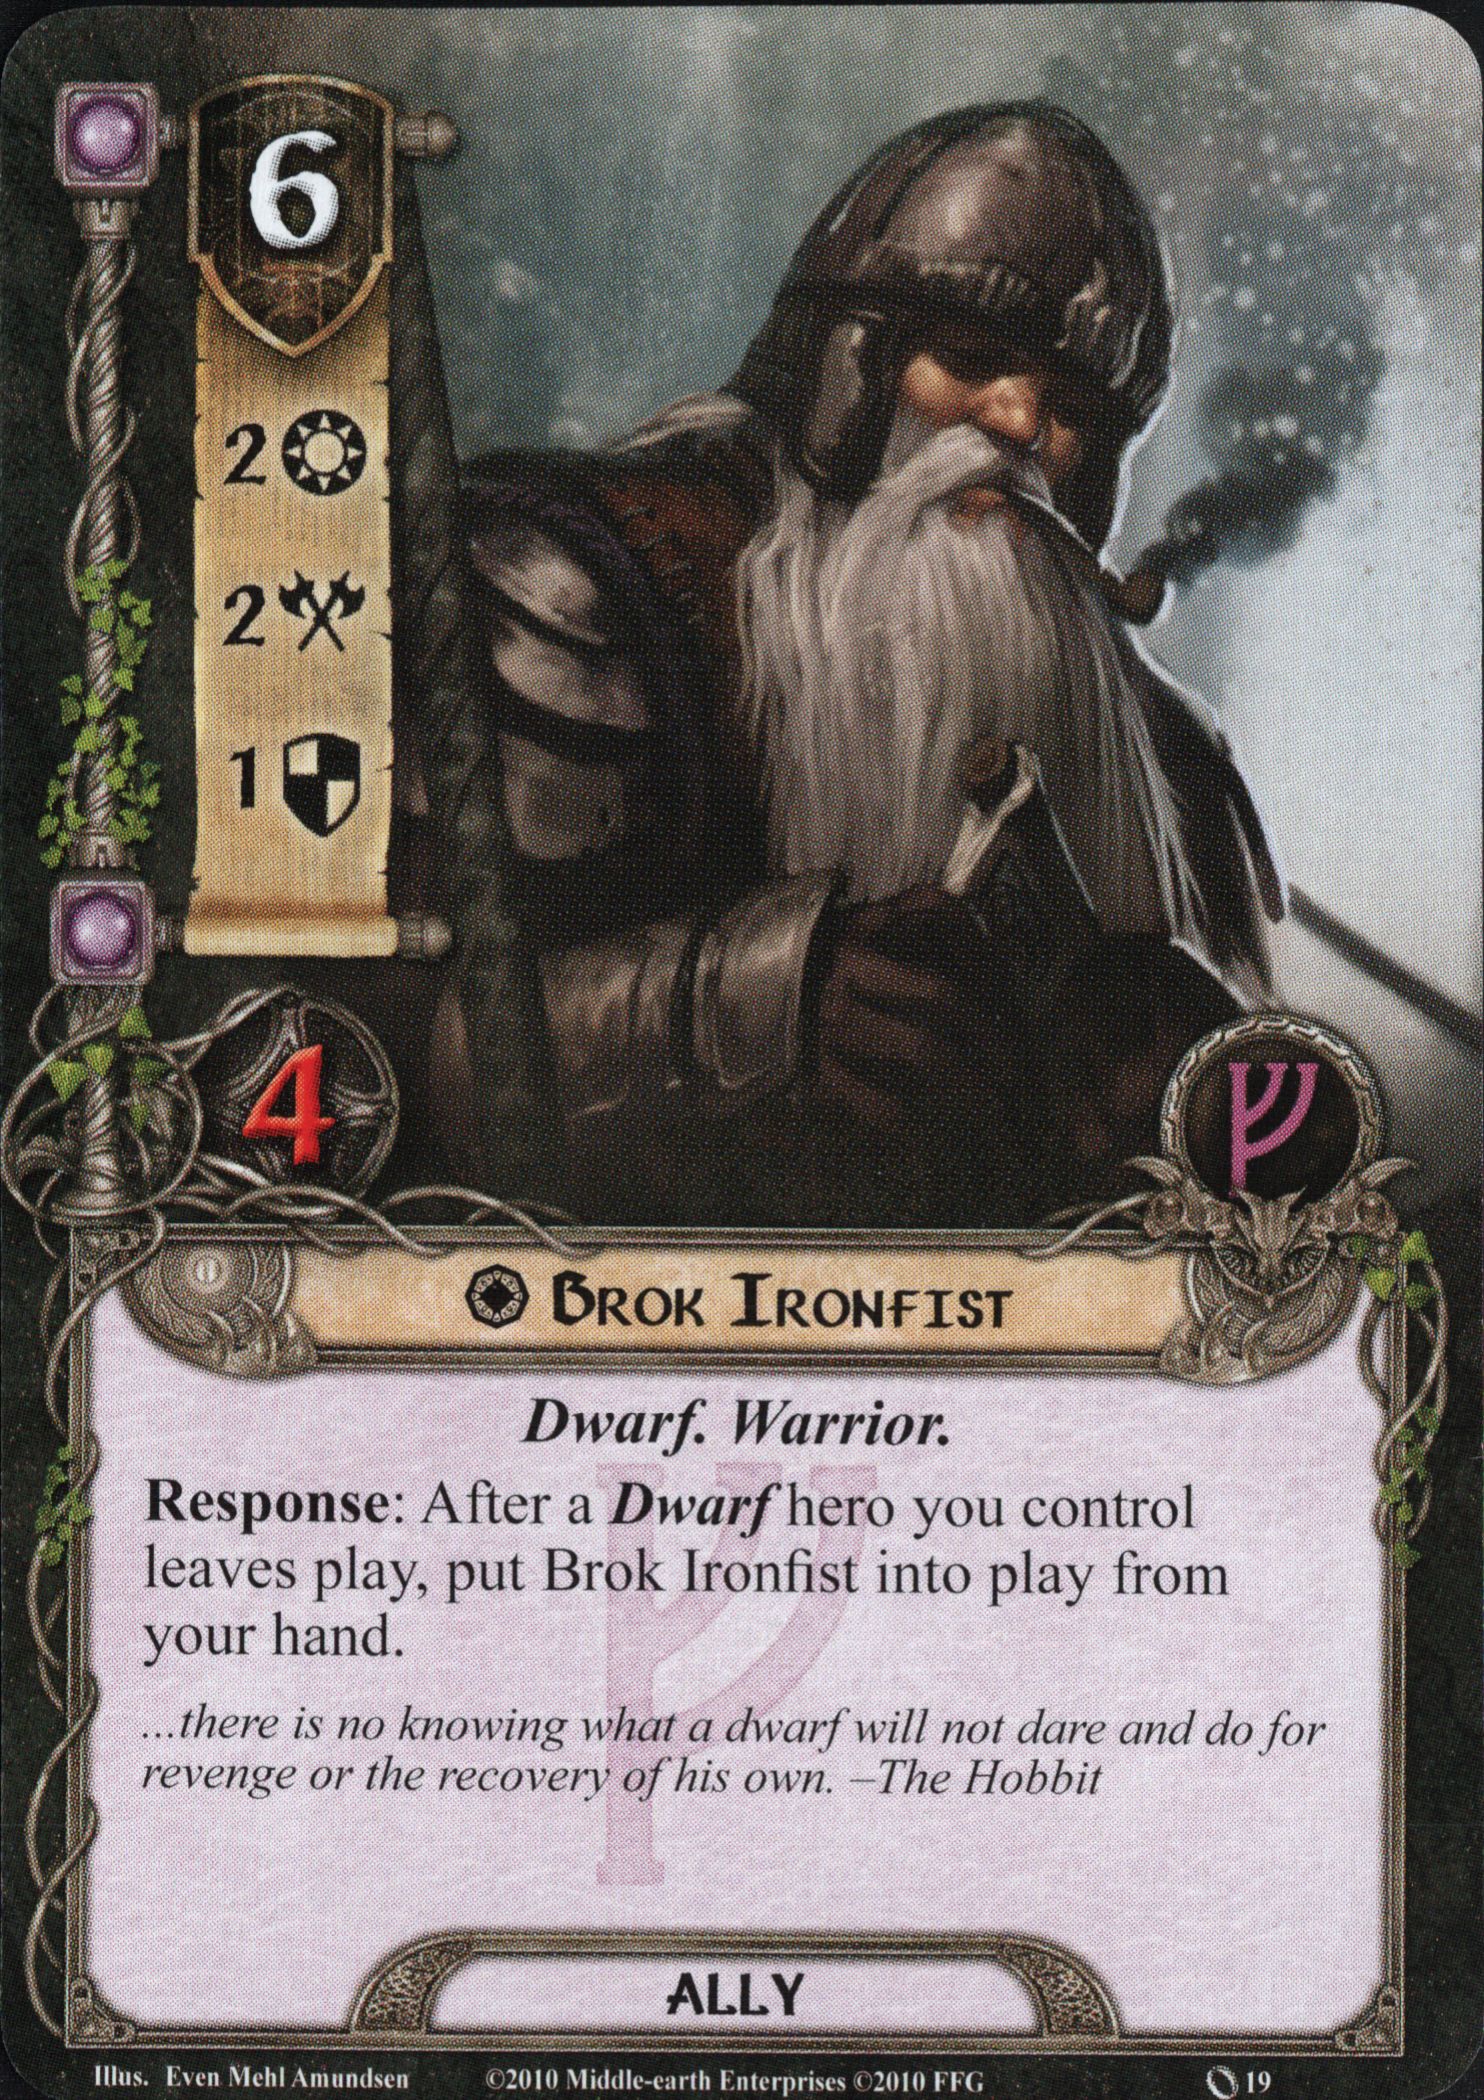 6
2
2
1
4
Brok Ironfist
Dwarf. Warrior.
Response: After a Dwarf hero you control
leaves play, put Brok Ironfist into play from
your hand.
...there is no knowing what a dwarf will not dare and do for
revenge or the recovery of his own. –The Hobbit
ALLY
Illus. Even Mehl Amundsen ©2010 Middle-earth Enterprises ©2010 FFG 19